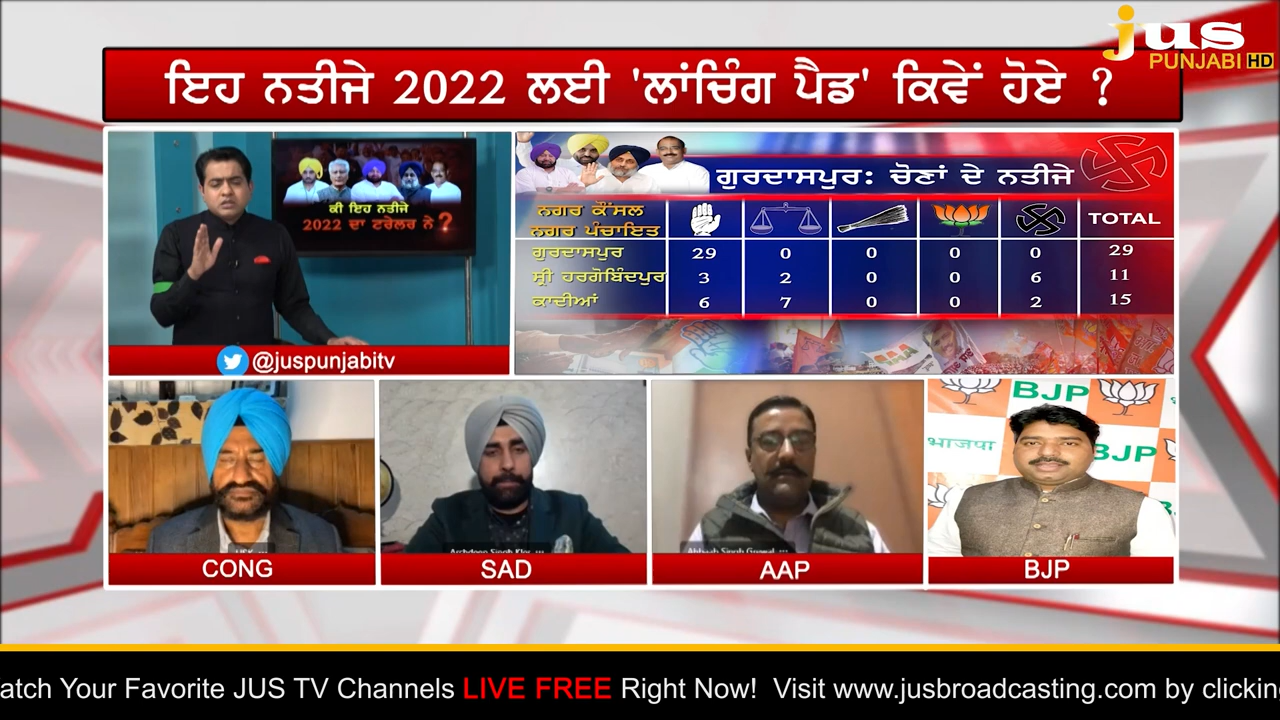 jus
PUNJABI HD
ਇਹ ਨਤੀਜੇ 2022 ਲਈ 'ਲਾਂਚਿੰਗ ਪੈਡ' ਕਿਵੇਂ ਹੋਏ ?
ਕੀ ਇਹ ਨਤੀਜੇ
2022 ਦਾ ਟਰੇਲਰ ਨੇ ?
@juspunjabitv
ਗੁਰਦਾਸਪੁਰ: ਚੋਣਾਂ ਦੇ ਨਤੀਜੇ
ਨਗਰ ਕੌਂਸਲ
ਨਗਰ ਪੰਚਾਇਤ TOTAL
ਗੁਰਦਾਸਪੁਰ 29 0 0 0 0 29
ਸ੍ਰੀ ਹਰਗੋਬਿੰਦਪੁਰ 3 2 0 0 6 11
ਕਾਦੀਆਂ 6 7 0 0 2 15
BJP
भाजपा
BJP
CONG
SAD
AAP
BJP
atch Your Favorite JUS TV Channels LIVE FREE Right Now! Visit www.jusbroadcasting.com by clicking